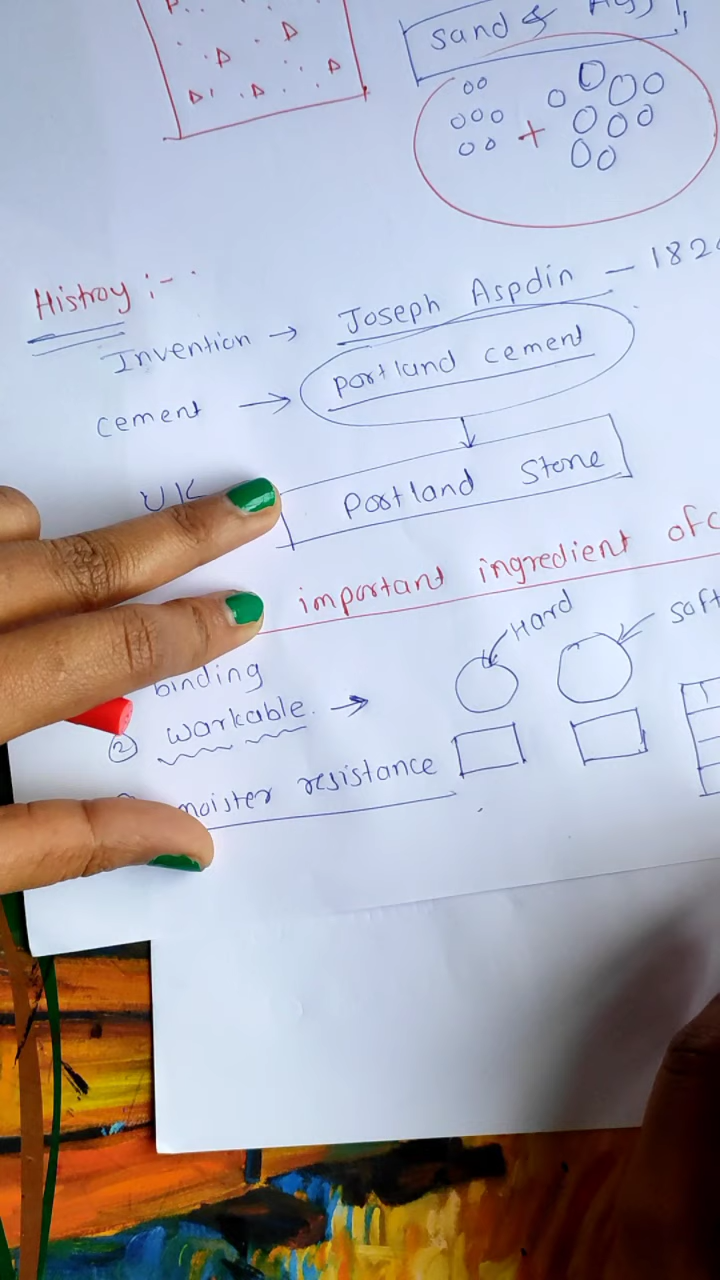 Sand &
Histroy :-
Invention → Joseph Aspdin – 182
cement → portland cement
UK
Portland Stone
important ingredient of
Hard
Soft
binding
② workable. →
moister resistance